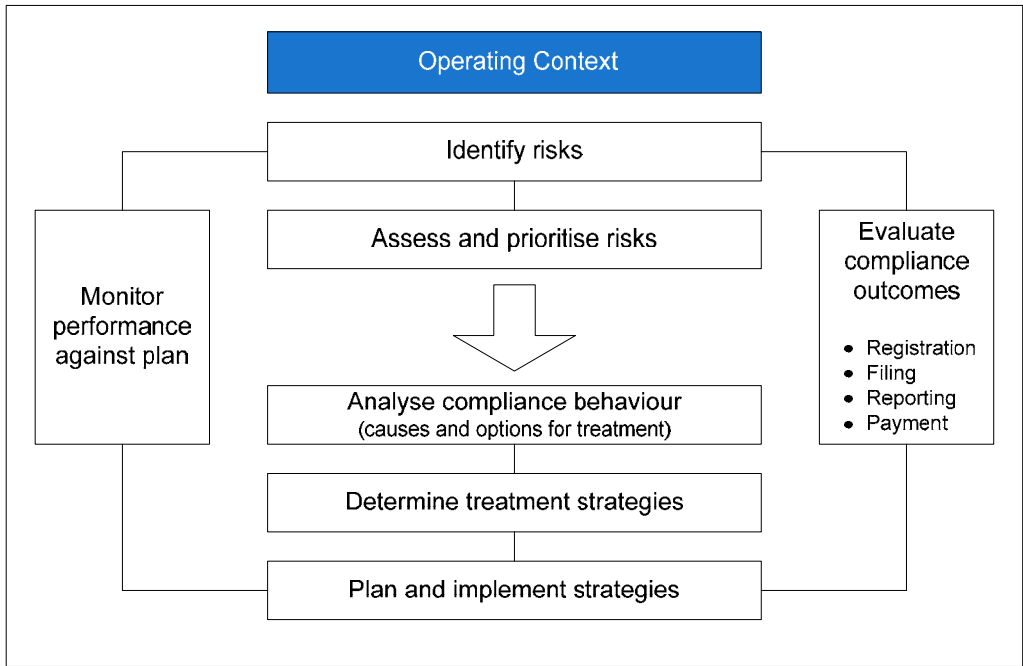 Operating Context
Identify risks
Assess and prioritise risks
Monitor
performance
against plan
Evaluate
compliance
outcomes
• Registration
• Filing
• Reporting
• Payment
Analyse compliance behaviour
(causes and options for treatment)
Determine treatment strategies
Plan and implement strategies